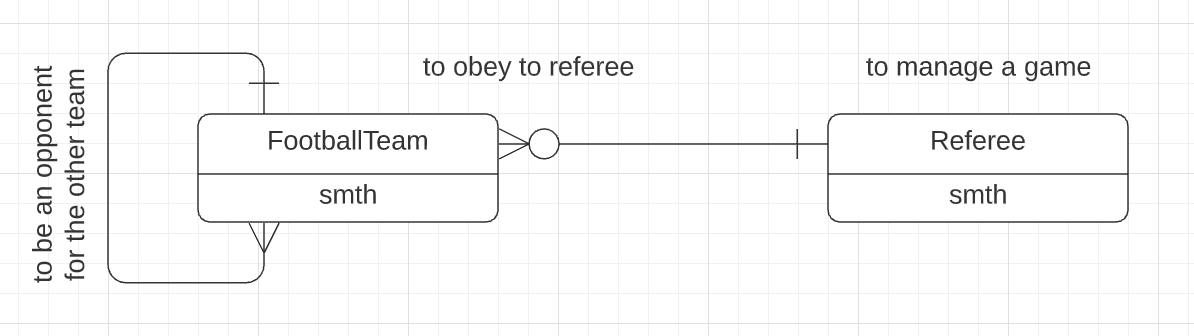 to be an opponent
for the other team
to obey to referee
to manage a game
FootballTeam
smth
Referee
smth